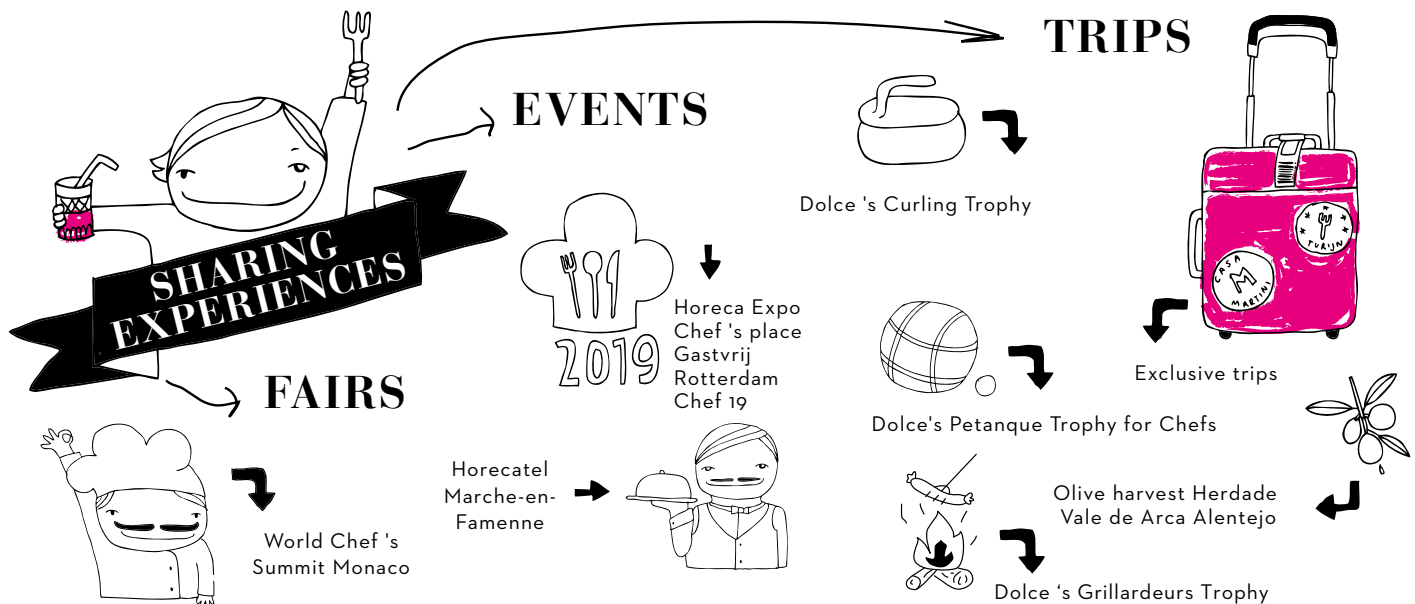 SHARING
EXPERIENCES
EVENTS
TRIPS
FAIRS
Dolce 's Curling Trophy
2019
Horeca Expo
Chef 's place
Gastvrij
Rotterdam
Chef 19
TURIJN
CASA
M
MARTINI
Exclusive trips
Dolce's Petanque Trophy for Chefs
Horecatel
Marche-en-
Famenne
Olive harvest Herdade
Vale de Arca Alentejo
World Chef 's
Summit Monaco
Dolce ‘s Grillardeurs Trophy